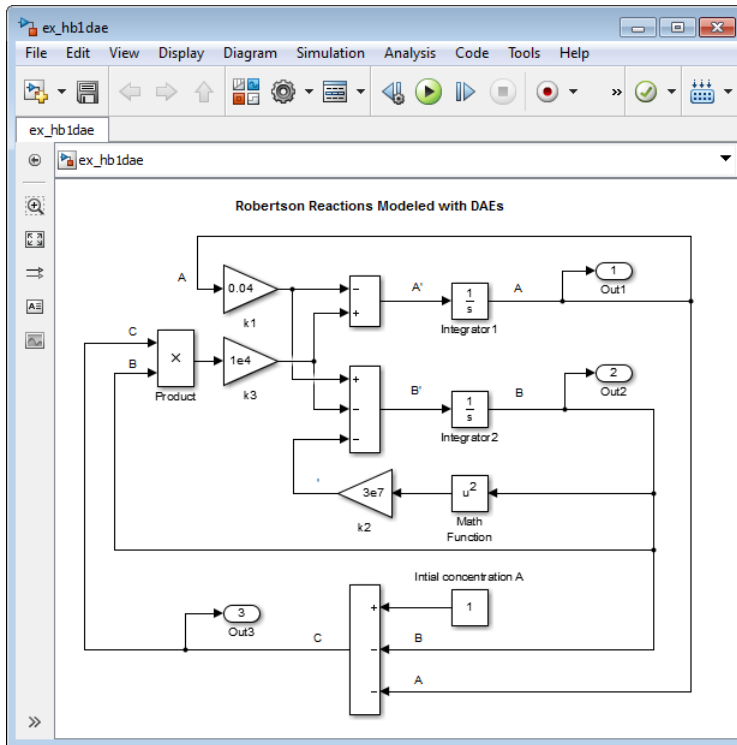 ex_hb1dae
File Edit View Display Diagram Simulation Analysis Code Tools Help
»
ex_hb1dae
ex_hb1dae
Robertson Reactions Modeled with DAEs
A
0.04
k1
−
+
A'
1
s
Integrator1
A
1
Out1
C
B
×
Product
1e4
k3
+
−
−
B'
1
s
Integrator2
B
2
Out2
'
3e7
k2
u²
Math
Function
Intial concentration A
1
3
Out3
C
+
−
−
B
A
A≡
»